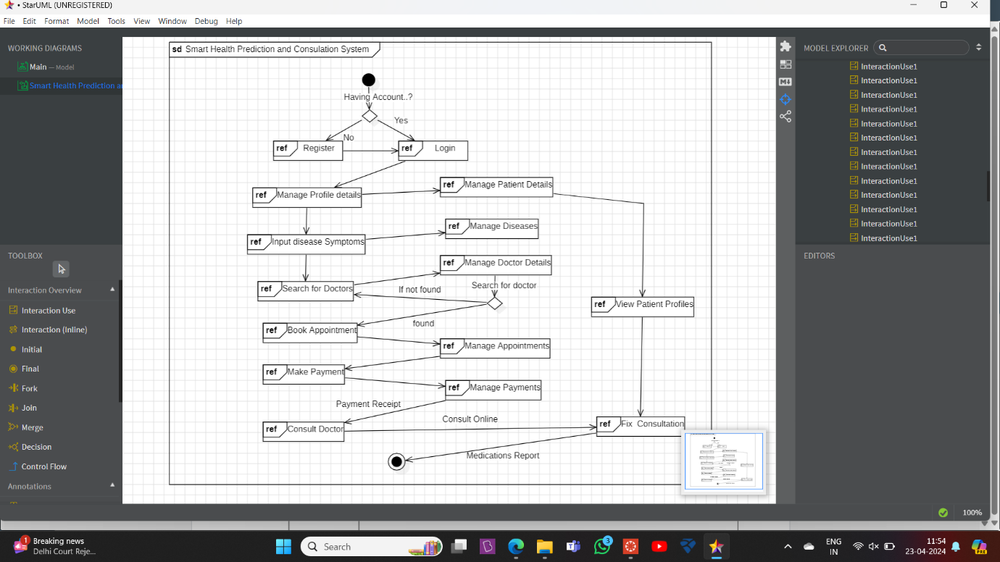 • StarUML (UNREGISTERED)
File Edit Format Model Tools View Window Debug Help
WORKING DIAGRAMS
Main — Model
Smart Health Prediction a
TOOLBOX
Interaction Overview
Interaction Use
Interaction (Inline)
Initial
Final
Fork
Join
Merge
Decision
Control Flow
Annotations
sd Smart Health Prediction and Consulation System
Having Account..?
Yes
No
ref Register
ref Login
ref Manage Profile details
ref Manage Patient Details
ref Manage Diseases
ref Input disease Symptoms
ref Manage Doctor Details
Search for doctor
ref Search for Doctors
If not found
ref View Patient Profiles
found
ref Book Appointment
ref Manage Appointments
ref Make Payment
ref Manage Payments
Payment Receipt
Consult Online
ref Consult Doctor
ref Fix Consultation
Medications Report
M
MODEL EXPLORER
InteractionUse1
InteractionUse1
InteractionUse1
InteractionUse1
InteractionUse1
InteractionUse1
InteractionUse1
InteractionUse1
InteractionUse1
InteractionUse1
InteractionUse1
InteractionUse1
InteractionUse1
EDITORS
100%
1
Breaking news
Delhi Court Reje...
Search
3
ENG
IN
11:54
23-04-2024
PRE